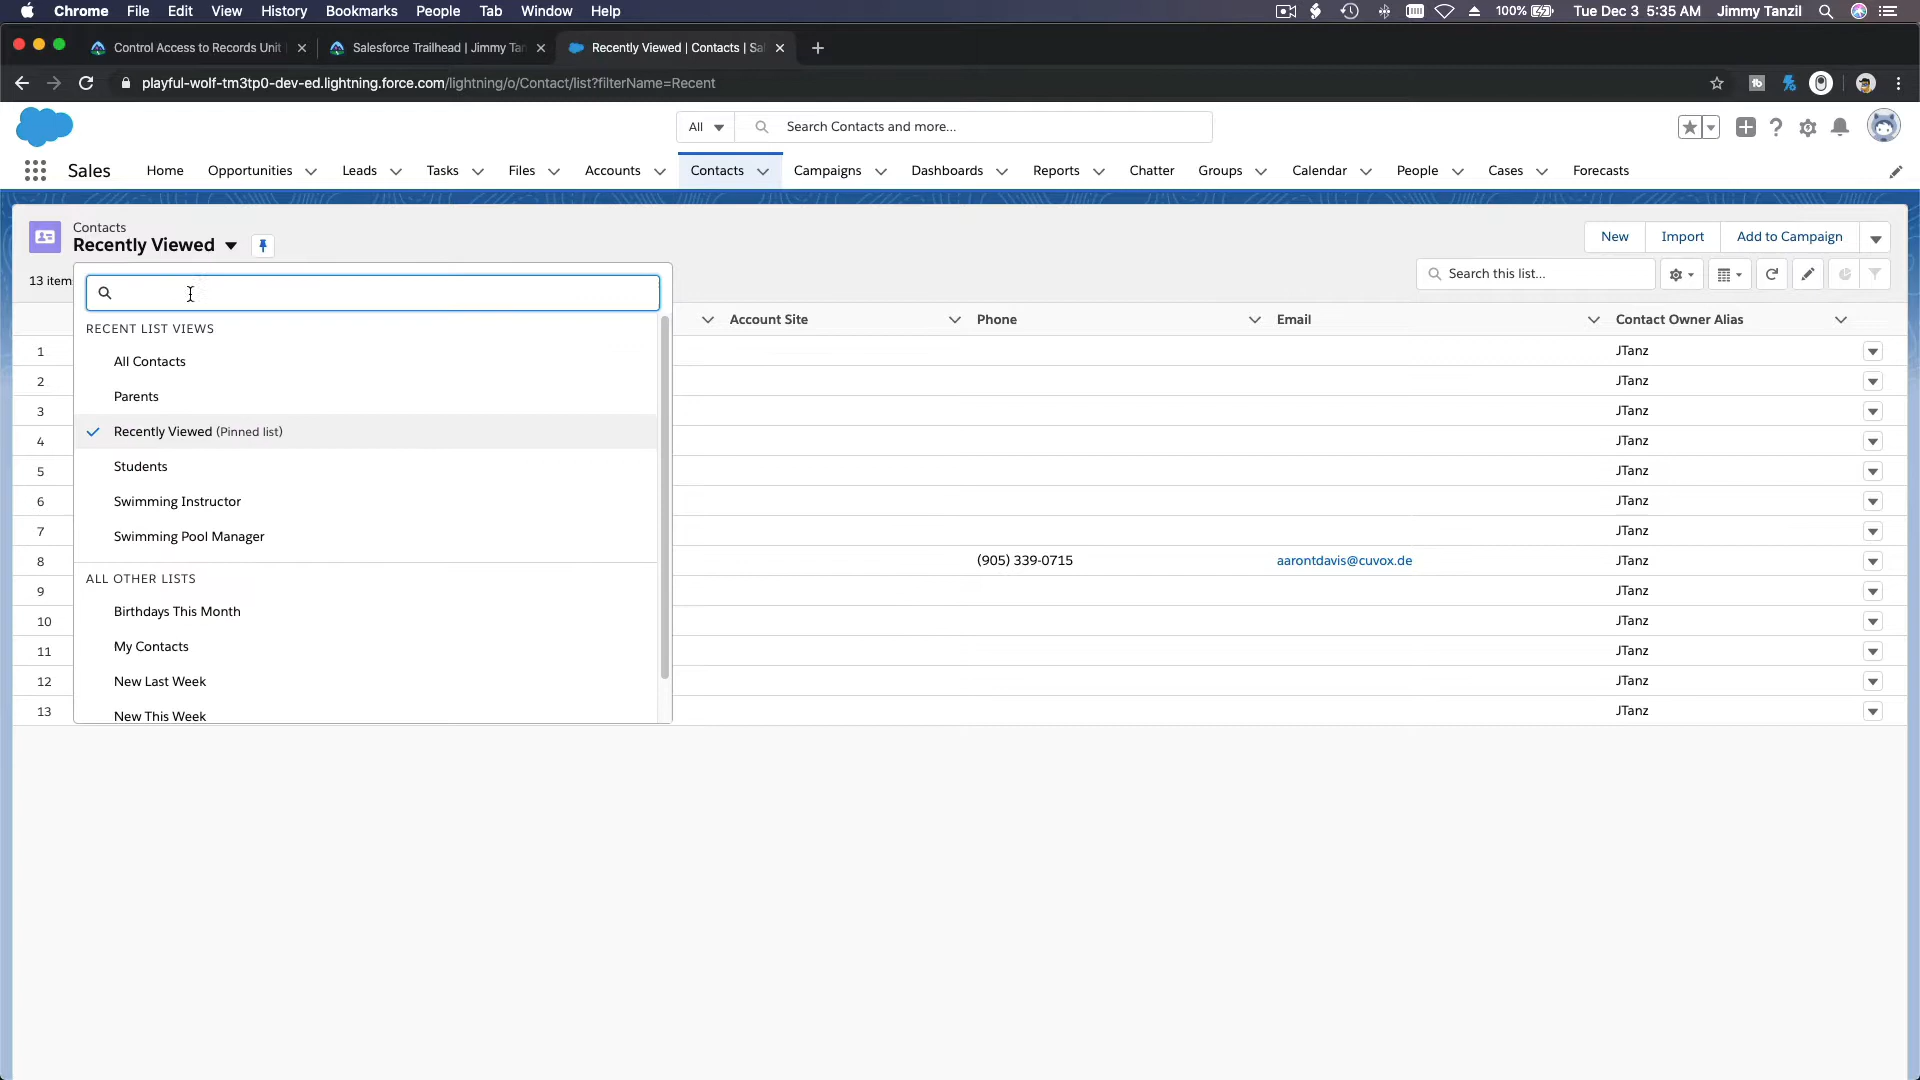 Chrome File Edit View History Bookmarks People Tab Window Help 100% Tue Dec 3 5:35 AM Jimmy Tanzil
Control Access to Records Unit Salesforce Trailhead | Jimmy Tan Recently Viewed | Contacts | Sal
playful-wolf-tm3tp0-dev-ed.lightning.force.com/lightning/o/Contact/list?filterName=Recent
All Search Contacts and more...
Sales Home Opportunities Leads Tasks Files Accounts Contacts Campaigns Dashboards Reports Chatter Groups Calendar People Cases Forecasts
Contacts
Recently Viewed
New Import Add to Campaign
13 item
Search this list...
RECENT LIST VIEWS
All Contacts
Parents
Recently Viewed (Pinned list)
Students
Swimming Instructor
Swimming Pool Manager
ALL OTHER LISTS
Birthdays This Month
My Contacts
New Last Week
New This Week
Account Site Phone Email Contact Owner Alias
1 JTanz
2 JTanz
3 JTanz
4 JTanz
5 JTanz
6 JTanz
7 JTanz
8 (905) 339-0715 aarontdavis@cuvox.de JTanz
9 JTanz
10 JTanz
11 JTanz
12 JTanz
13 JTanz